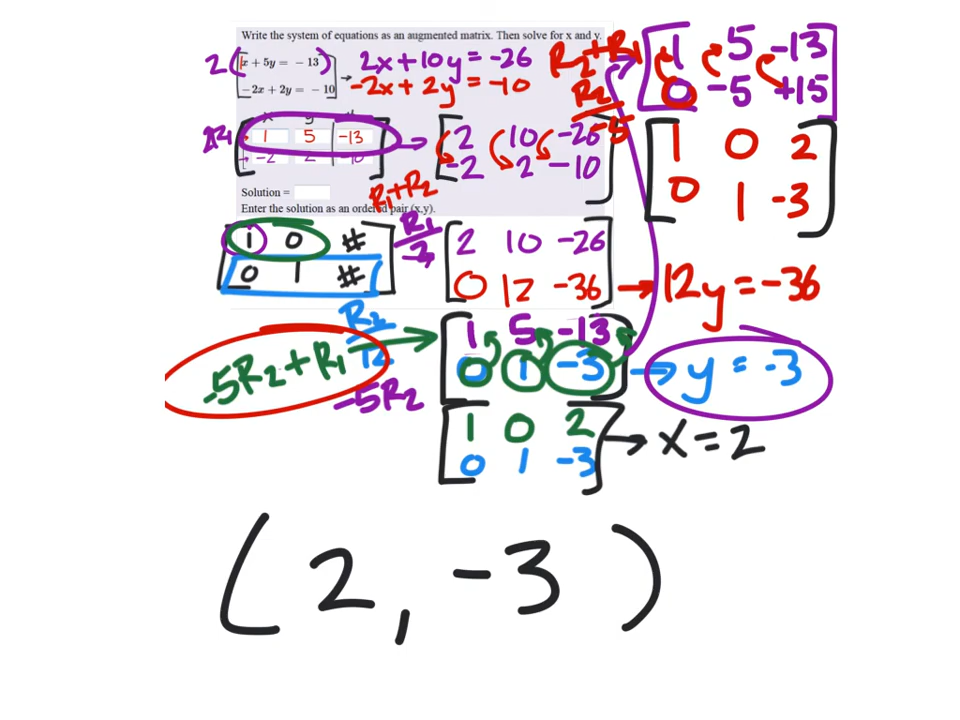 Write the system of equations as an augmented matrix. Then solve for x and y.
2( x + 5y = - 13 ) 2x + 10y = -26
- 2x + 2y = - 10 -2x + 2y = -10
R2+R1 1 5 -13
0 -5 +15
R2/-5
x y #
2R1 1 5 -13
-2 2 -10
2 10 -26
-2 2 -10
1 0 2
0 1 -3
R1+R2
Solution =
Enter the solution as an ordered pair (x,y).
1 0 #
0 1 #
R1/2
2 10 -26
0 12 -36 → 12y = -36
R2/12
-5R2 + R1
-5R2
1 5 -13
0 1 -3 → y = -3
1 0 2 → x = 2
0 1 -3
( 2, -3 )